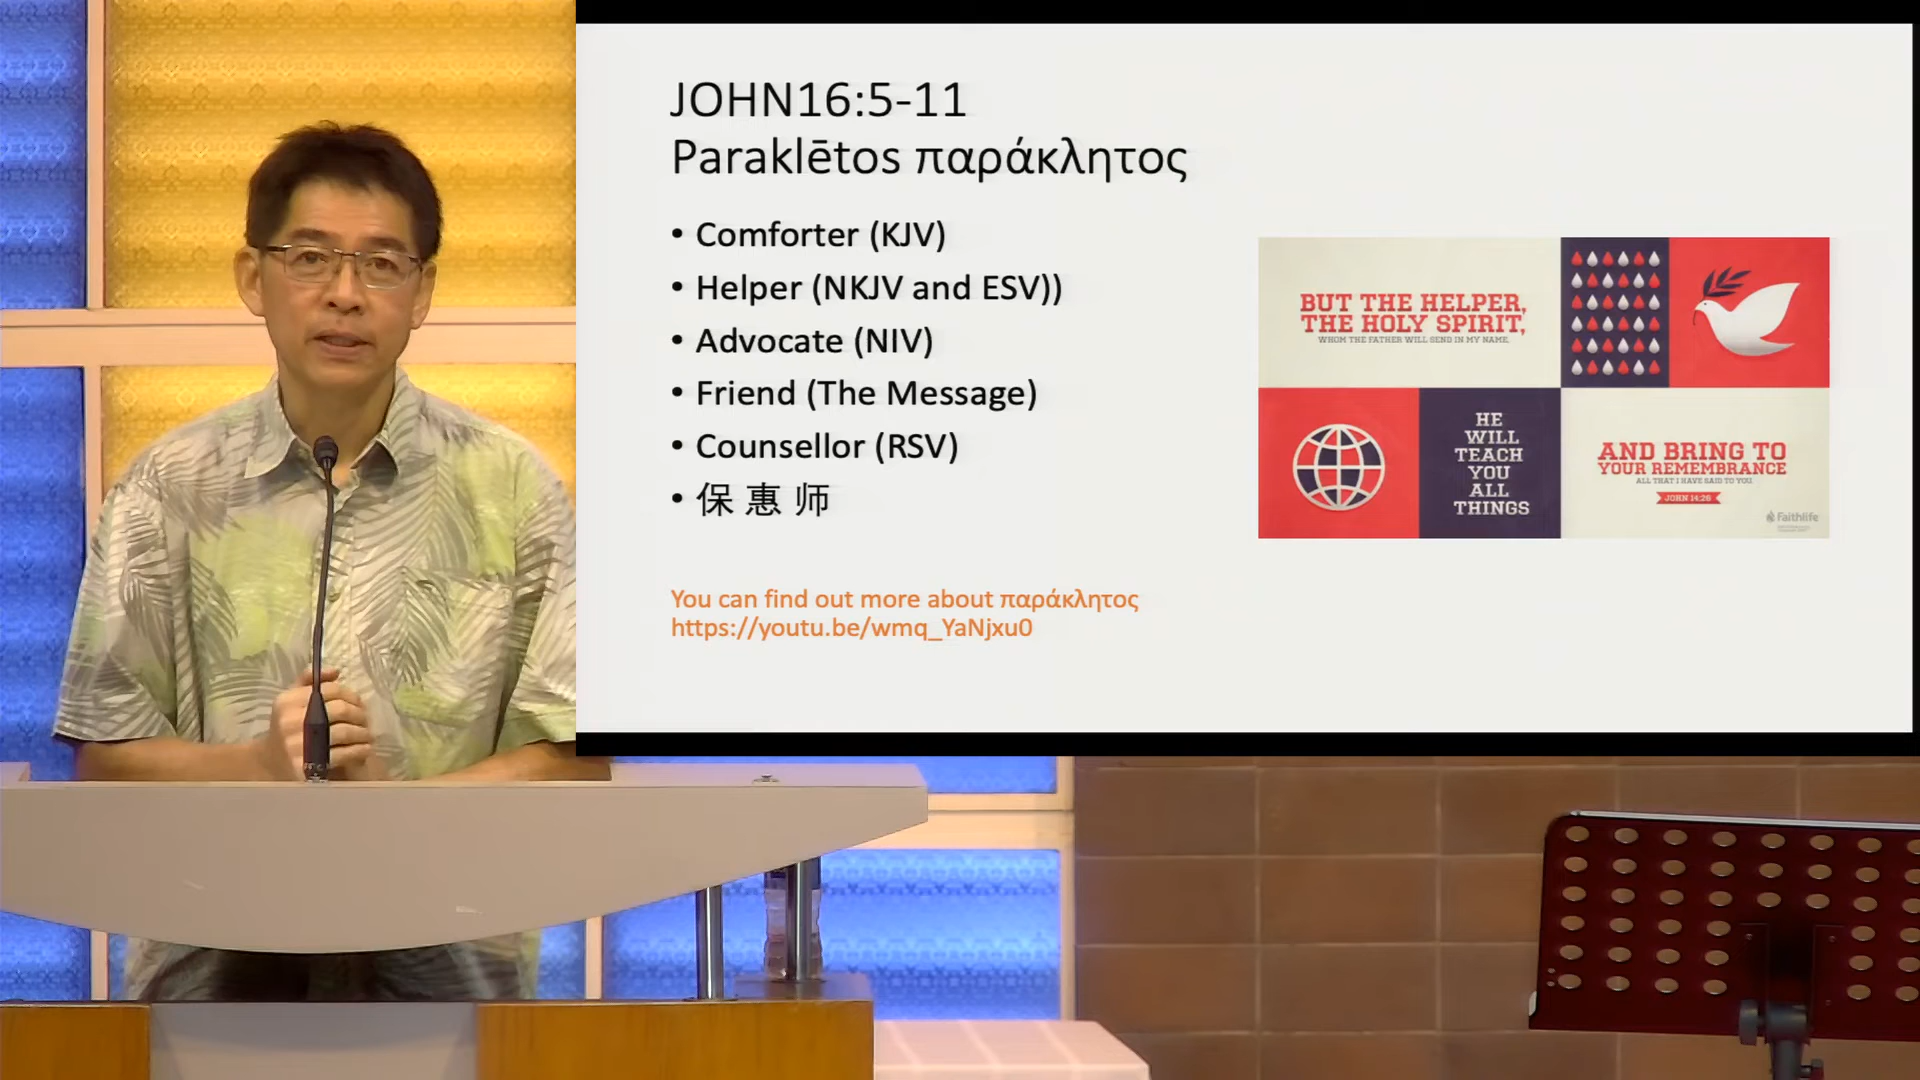 JOHN16:5-11
Paraklētos παράκλητος
• Comforter (KJV)
• Helper (NKJV and ESV))
• Advocate (NIV)
• Friend (The Message)
• Counsellor (RSV)
• 保 惠 师
You can find out more about παράκλητος
https://youtu.be/wmq_YaNjxu0
BUT THE HELPER,
THE HOLY SPIRIT,
WHOM THE FATHER WILL SEND IN MY NAME,
HE
WILL
TEACH
YOU
ALL
THINGS
AND BRING TO
YOUR REMEMBRANCE
ALL THAT I HAVE SAID TO YOU.
JOHN 14:26
Faithlife